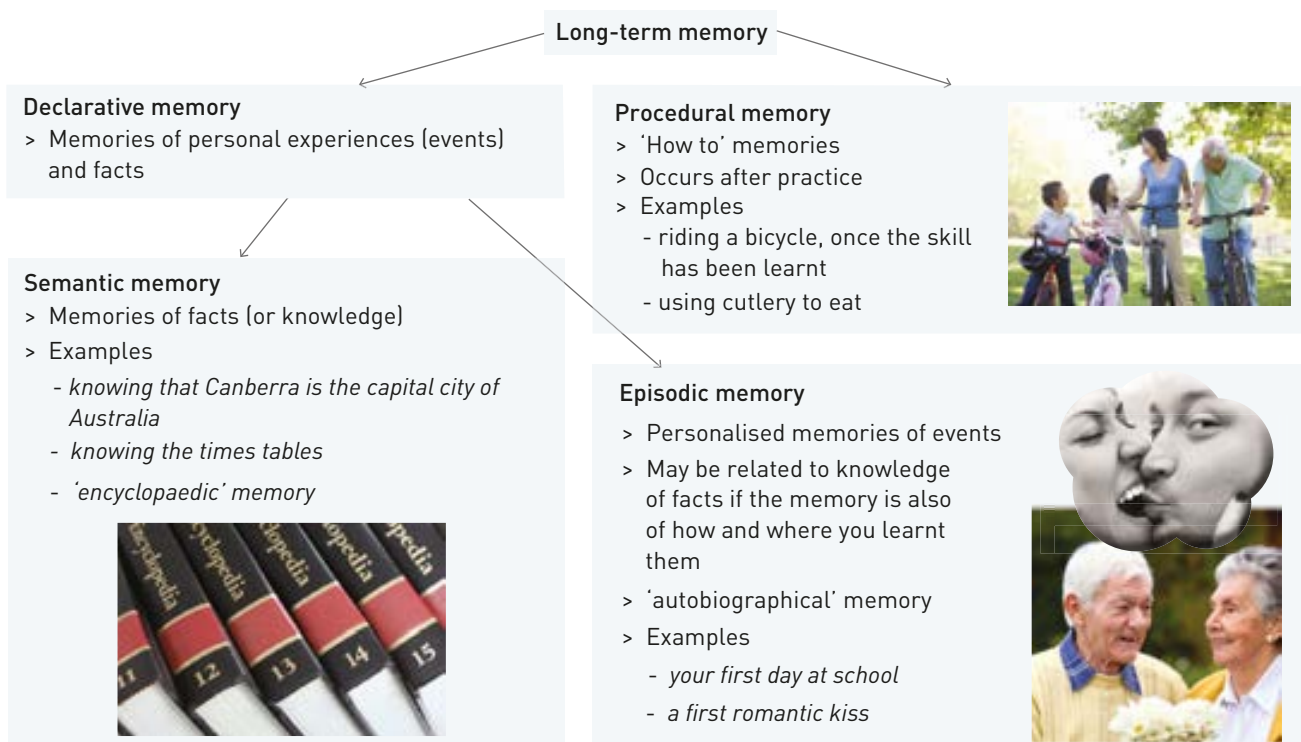 Long-term memory
Declarative memory
> Memories of personal experiences (events)
and facts
Procedural memory
> ‘How to’ memories
> Occurs after practice
> Examples
- riding a bicycle, once the skill
has been learnt
- using cutlery to eat
Semantic memory
> Memories of facts (or knowledge)
> Examples
- knowing that Canberra is the capital city of
Australia
- knowing the times tables
- ‘encyclopaedic’ memory
ncyclopedia
cyclopedia
yclopedia
clopedia
pedia
11
12
13
14
15
Episodic memory
> Personalised memories of events
> May be related to knowledge
of facts if the memory is also
of how and where you learnt
them
> ‘autobiographical’ memory
> Examples
- your first day at school
- a first romantic kiss